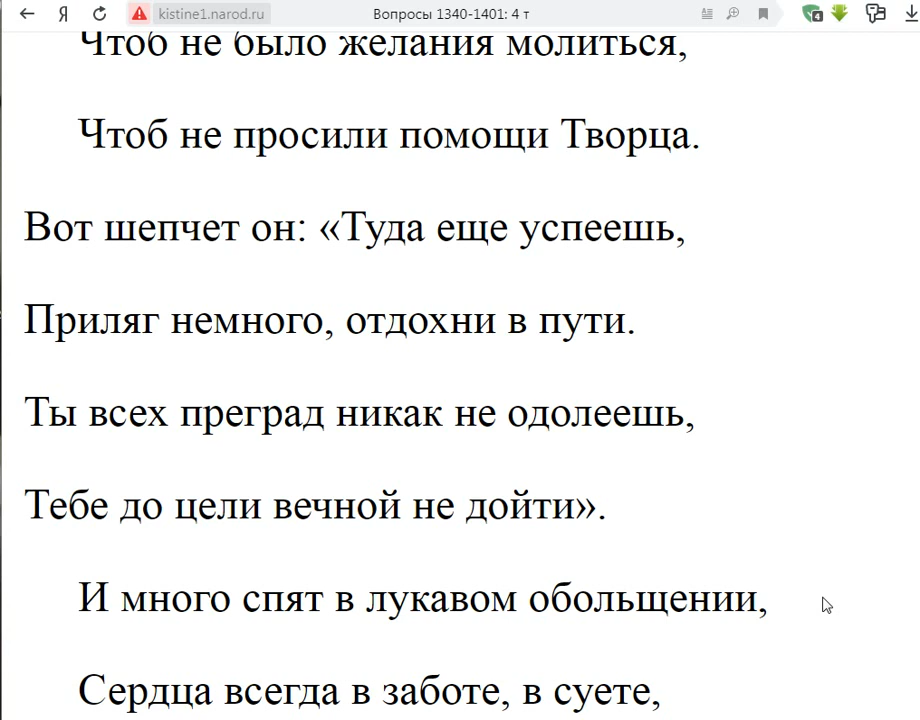 kistine1.narod.ru
Вопросы 1340-1401: 4 т
4
Чтоб не было желания молиться,
Чтоб не просили помощи Творца.
Вот шепчет он: «Туда еще успеешь,
Приляг немного, отдохни в пути.
Ты всех преград никак не одолеешь,
Тебе до цели вечной не дойти».
И много спят в лукавом обольщении,
Сердца всегда в заботе, в суете,